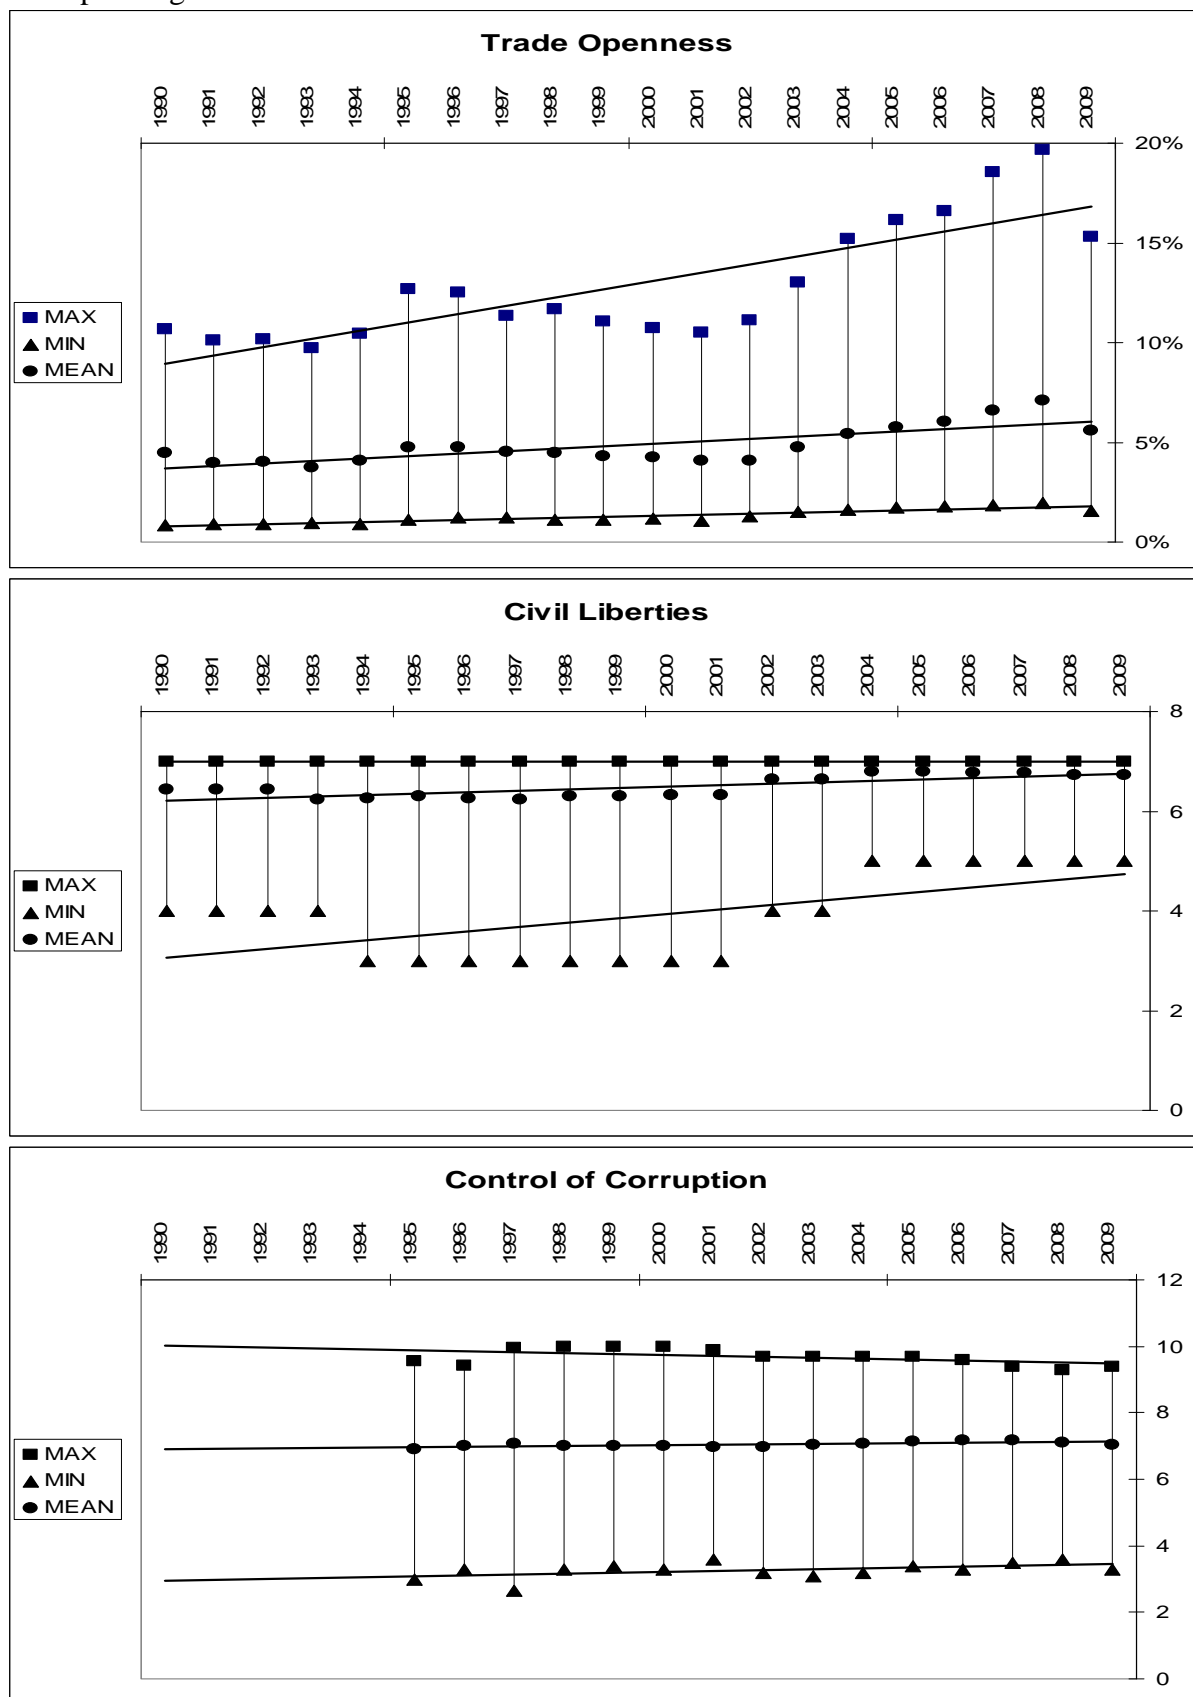 Trade Openness
1990 1991 1992 1993 1994 1995 1996 1997 1998 1999 2000 2001 2002 2003 2004 2005 2006 2007 2008 2009
20%
15%
MAX
MIN
MEAN
10%
5%
0%
Civil Liberties
1990 1991 1992 1993 1994 1995 1996 1997 1998 1999 2000 2001 2002 2003 2004 2005 2006 2007 2008 2009
8
6
MAX
MIN
MEAN
4
2
0
Control of Corruption
1990 1991 1992 1993 1994 1995 1996 1997 1998 1999 2000 2001 2002 2003 2004 2005 2006 2007 2008 2009
12
10
8
MAX
MIN
MEAN
6
4
2
0